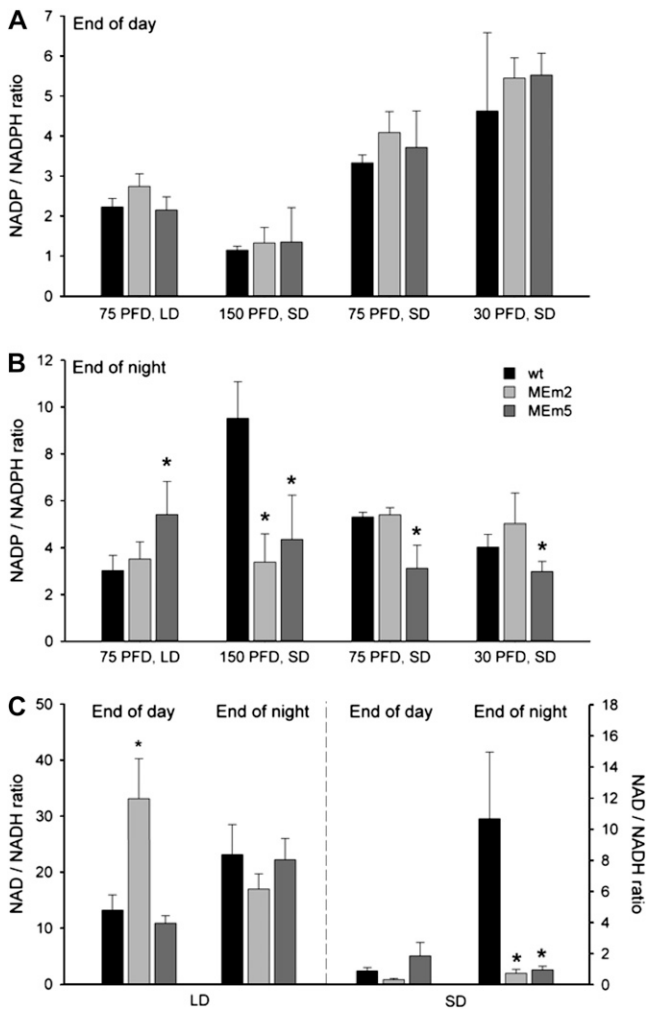 A
End of day
NADP / NADPH ratio
7
6
5
4
3
2
1
0
75 PFD, LD 150 PFD, SD 75 PFD, SD 30 PFD, SD
B
End of night
NADP / NADPH ratio
12
10
8
6
4
2
0
wt
MEm2
MEm5
* * * * *
75 PFD, LD 150 PFD, SD 75 PFD, SD 30 PFD, SD
C
End of day End of night End of day End of night
NAD / NADH ratio
50
40
30
20
10
0
* * *
18
16
14
12
10
8
6
4
2
0
NAD / NADH ratio
LD SD